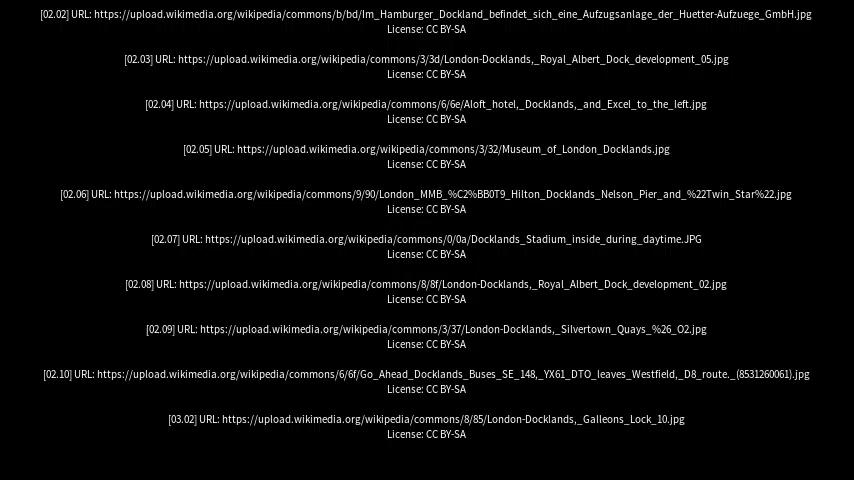 [02.02] URL: https://upload.wikimedia.org/wikipedia/commons/b/bd/Im_Hamburger_Dockland_befindet_sich_eine_Aufzugsanlage_der_Huetter-Aufzuege_GmbH.jpg
License: CC BY-SA
[02.03] URL: https://upload.wikimedia.org/wikipedia/commons/3/3d/London-Docklands,_Royal_Albert_Dock_development_05.jpg
License: CC BY-SA
[02.04] URL: https://upload.wikimedia.org/wikipedia/commons/6/6e/Aloft_hotel,_Docklands,_and_Excel_to_the_left.jpg
License: CC BY-SA
[02.05] URL: https://upload.wikimedia.org/wikipedia/commons/3/32/Museum_of_London_Docklands.jpg
License: CC BY-SA
[02.06] URL: https://upload.wikimedia.org/wikipedia/commons/9/90/London_MMB_%C2%BB0T9_Hilton_Docklands_Nelson_Pier_and_%22Twin_Star%22.jpg
License: CC BY-SA
[02.07] URL: https://upload.wikimedia.org/wikipedia/commons/0/0a/Docklands_Stadium_inside_during_daytime.JPG
License: CC BY-SA
[02.08] URL: https://upload.wikimedia.org/wikipedia/commons/8/8f/London-Docklands,_Royal_Albert_Dock_development_02.jpg
License: CC BY-SA
[02.09] URL: https://upload.wikimedia.org/wikipedia/commons/3/37/London-Docklands,_Silvertown_Quays_%26_O2.jpg
License: CC BY-SA
[02.10] URL: https://upload.wikimedia.org/wikipedia/commons/6/6f/Go_Ahead_Docklands_Buses_SE_148,_YX61_DTO_leaves_Westfield,_D8_route._(8531260061).jpg
License: CC BY-SA
[03.02] URL: https://upload.wikimedia.org/wikipedia/commons/8/85/London-Docklands,_Galleons_Lock_10.jpg
License: CC BY-SA